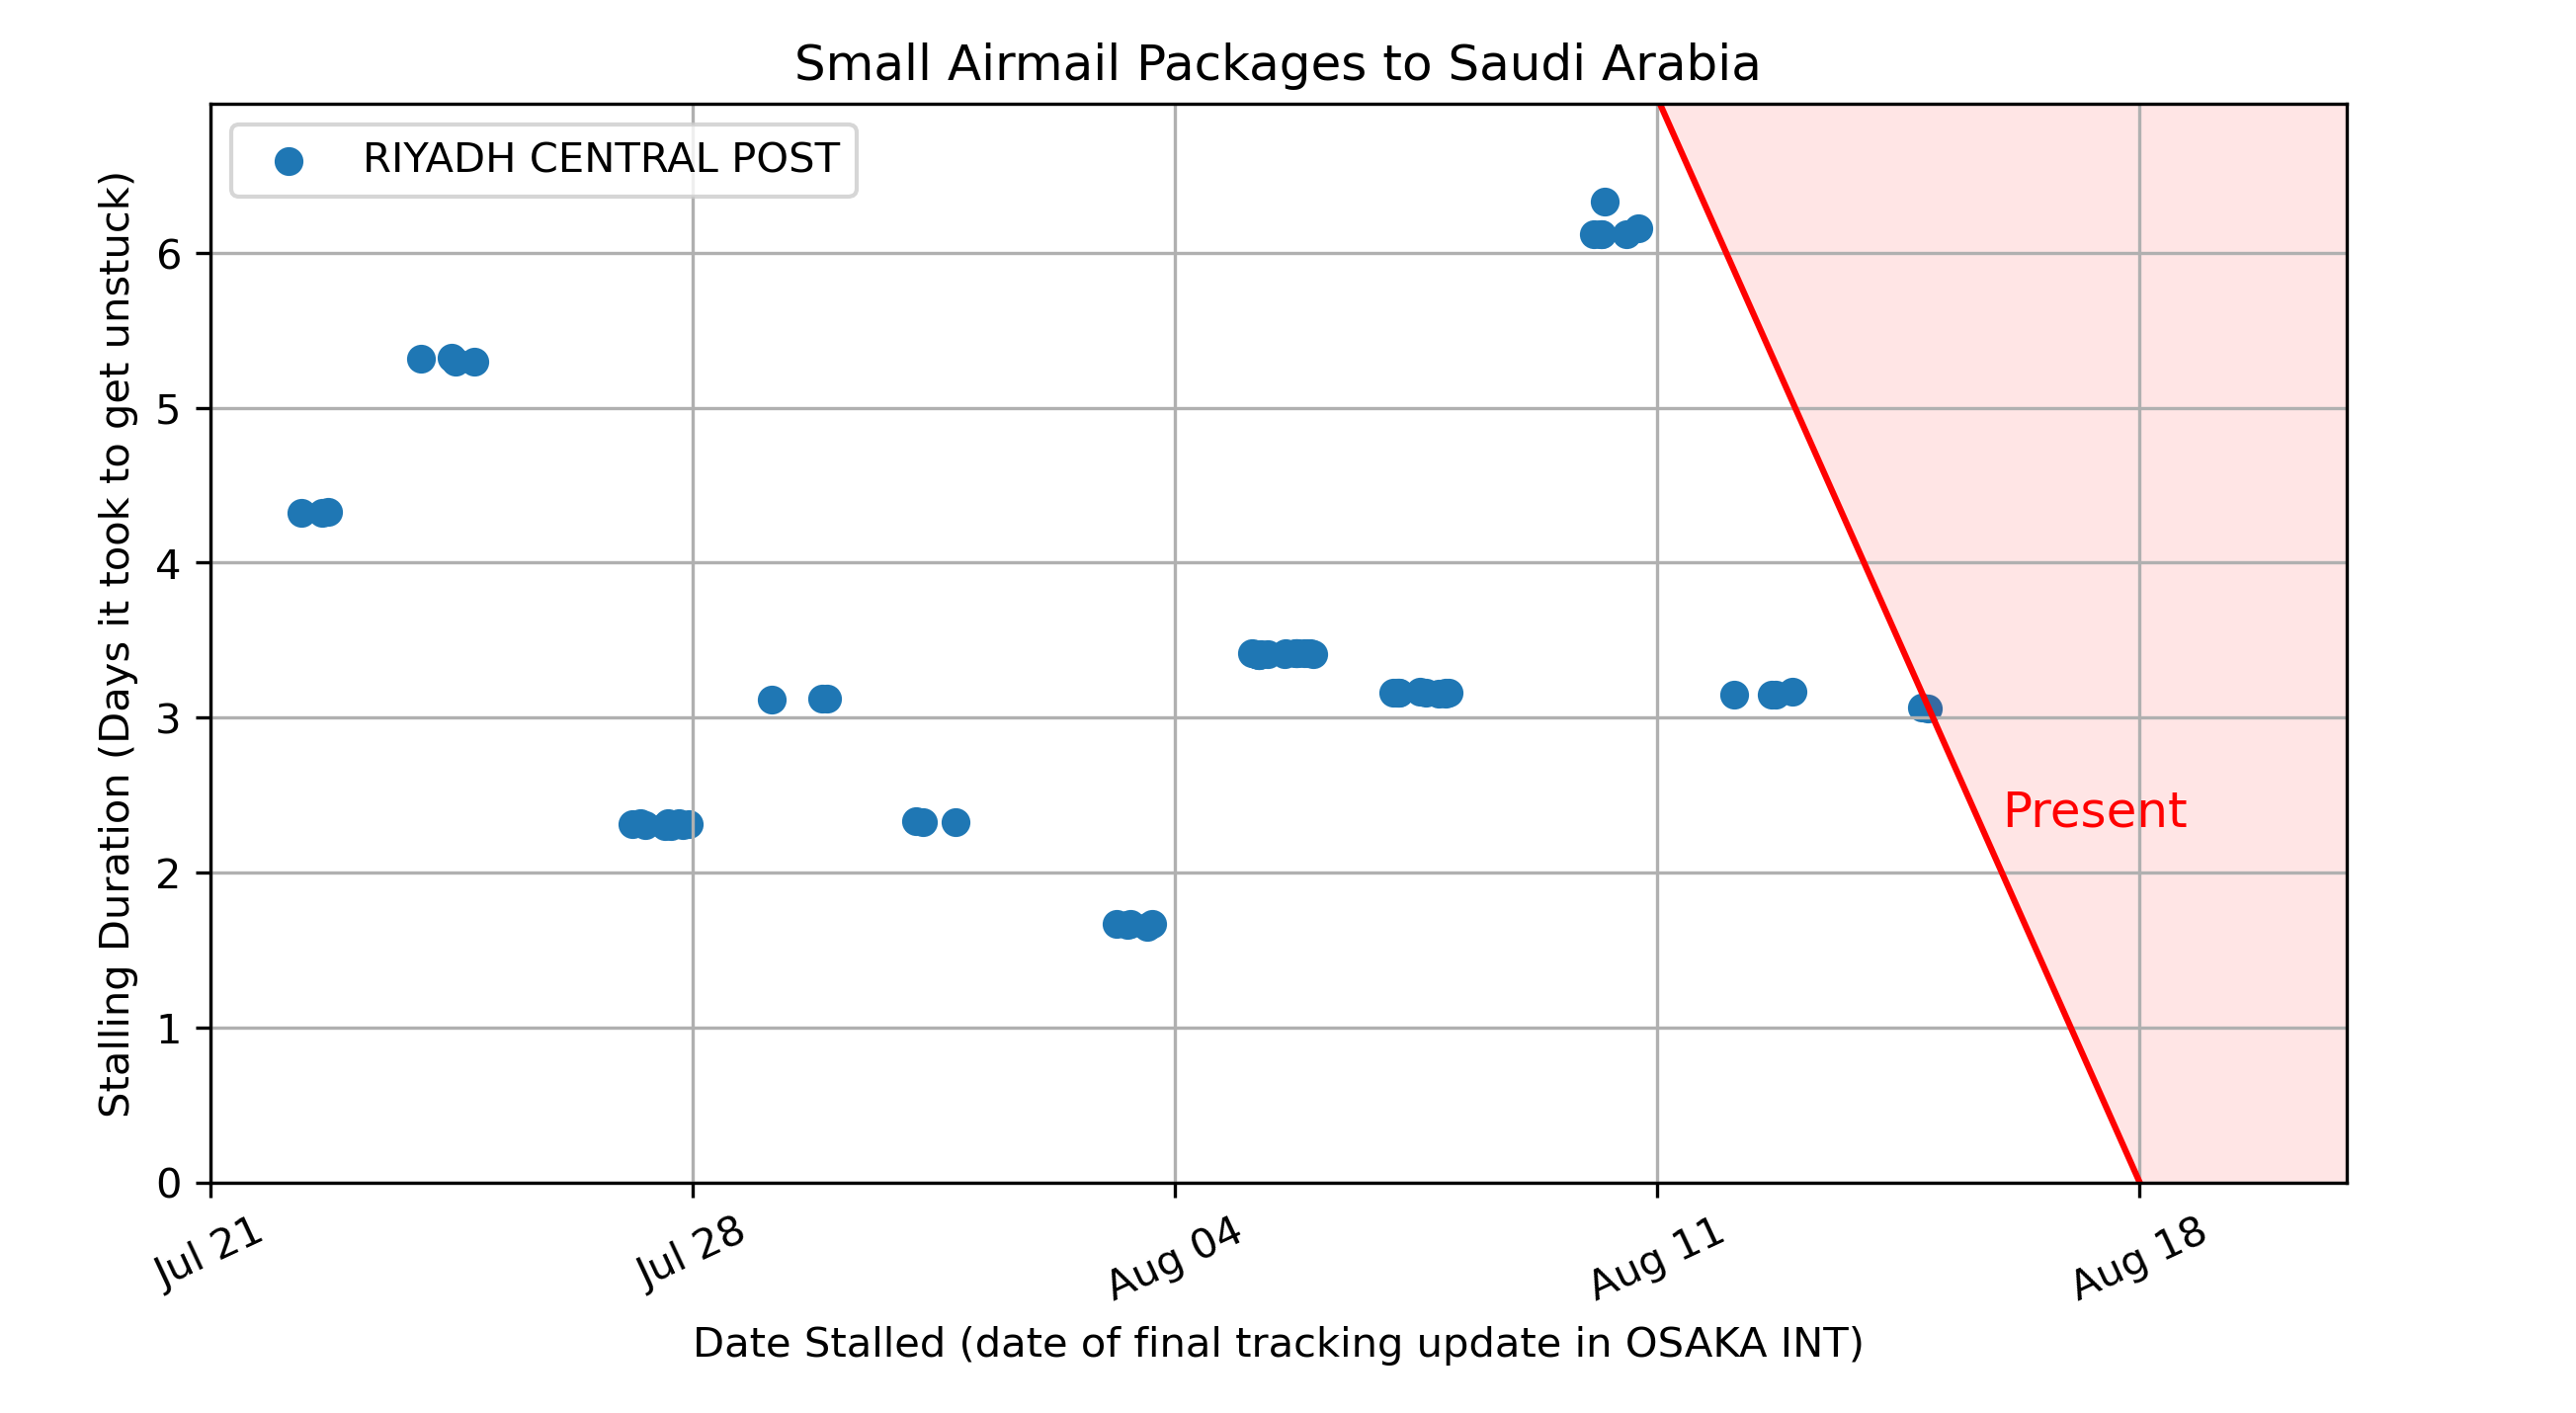 Small Airmail Packages to Saudi Arabia
RIYADH CENTRAL POST
Stalling Duration (Days it took to get unstuck)
6
5
4
3
2
1
0
Present
Jul 21
Jul 28
Aug 04
Aug 11
Aug 18
Date Stalled (date of final tracking update in OSAKA INT)